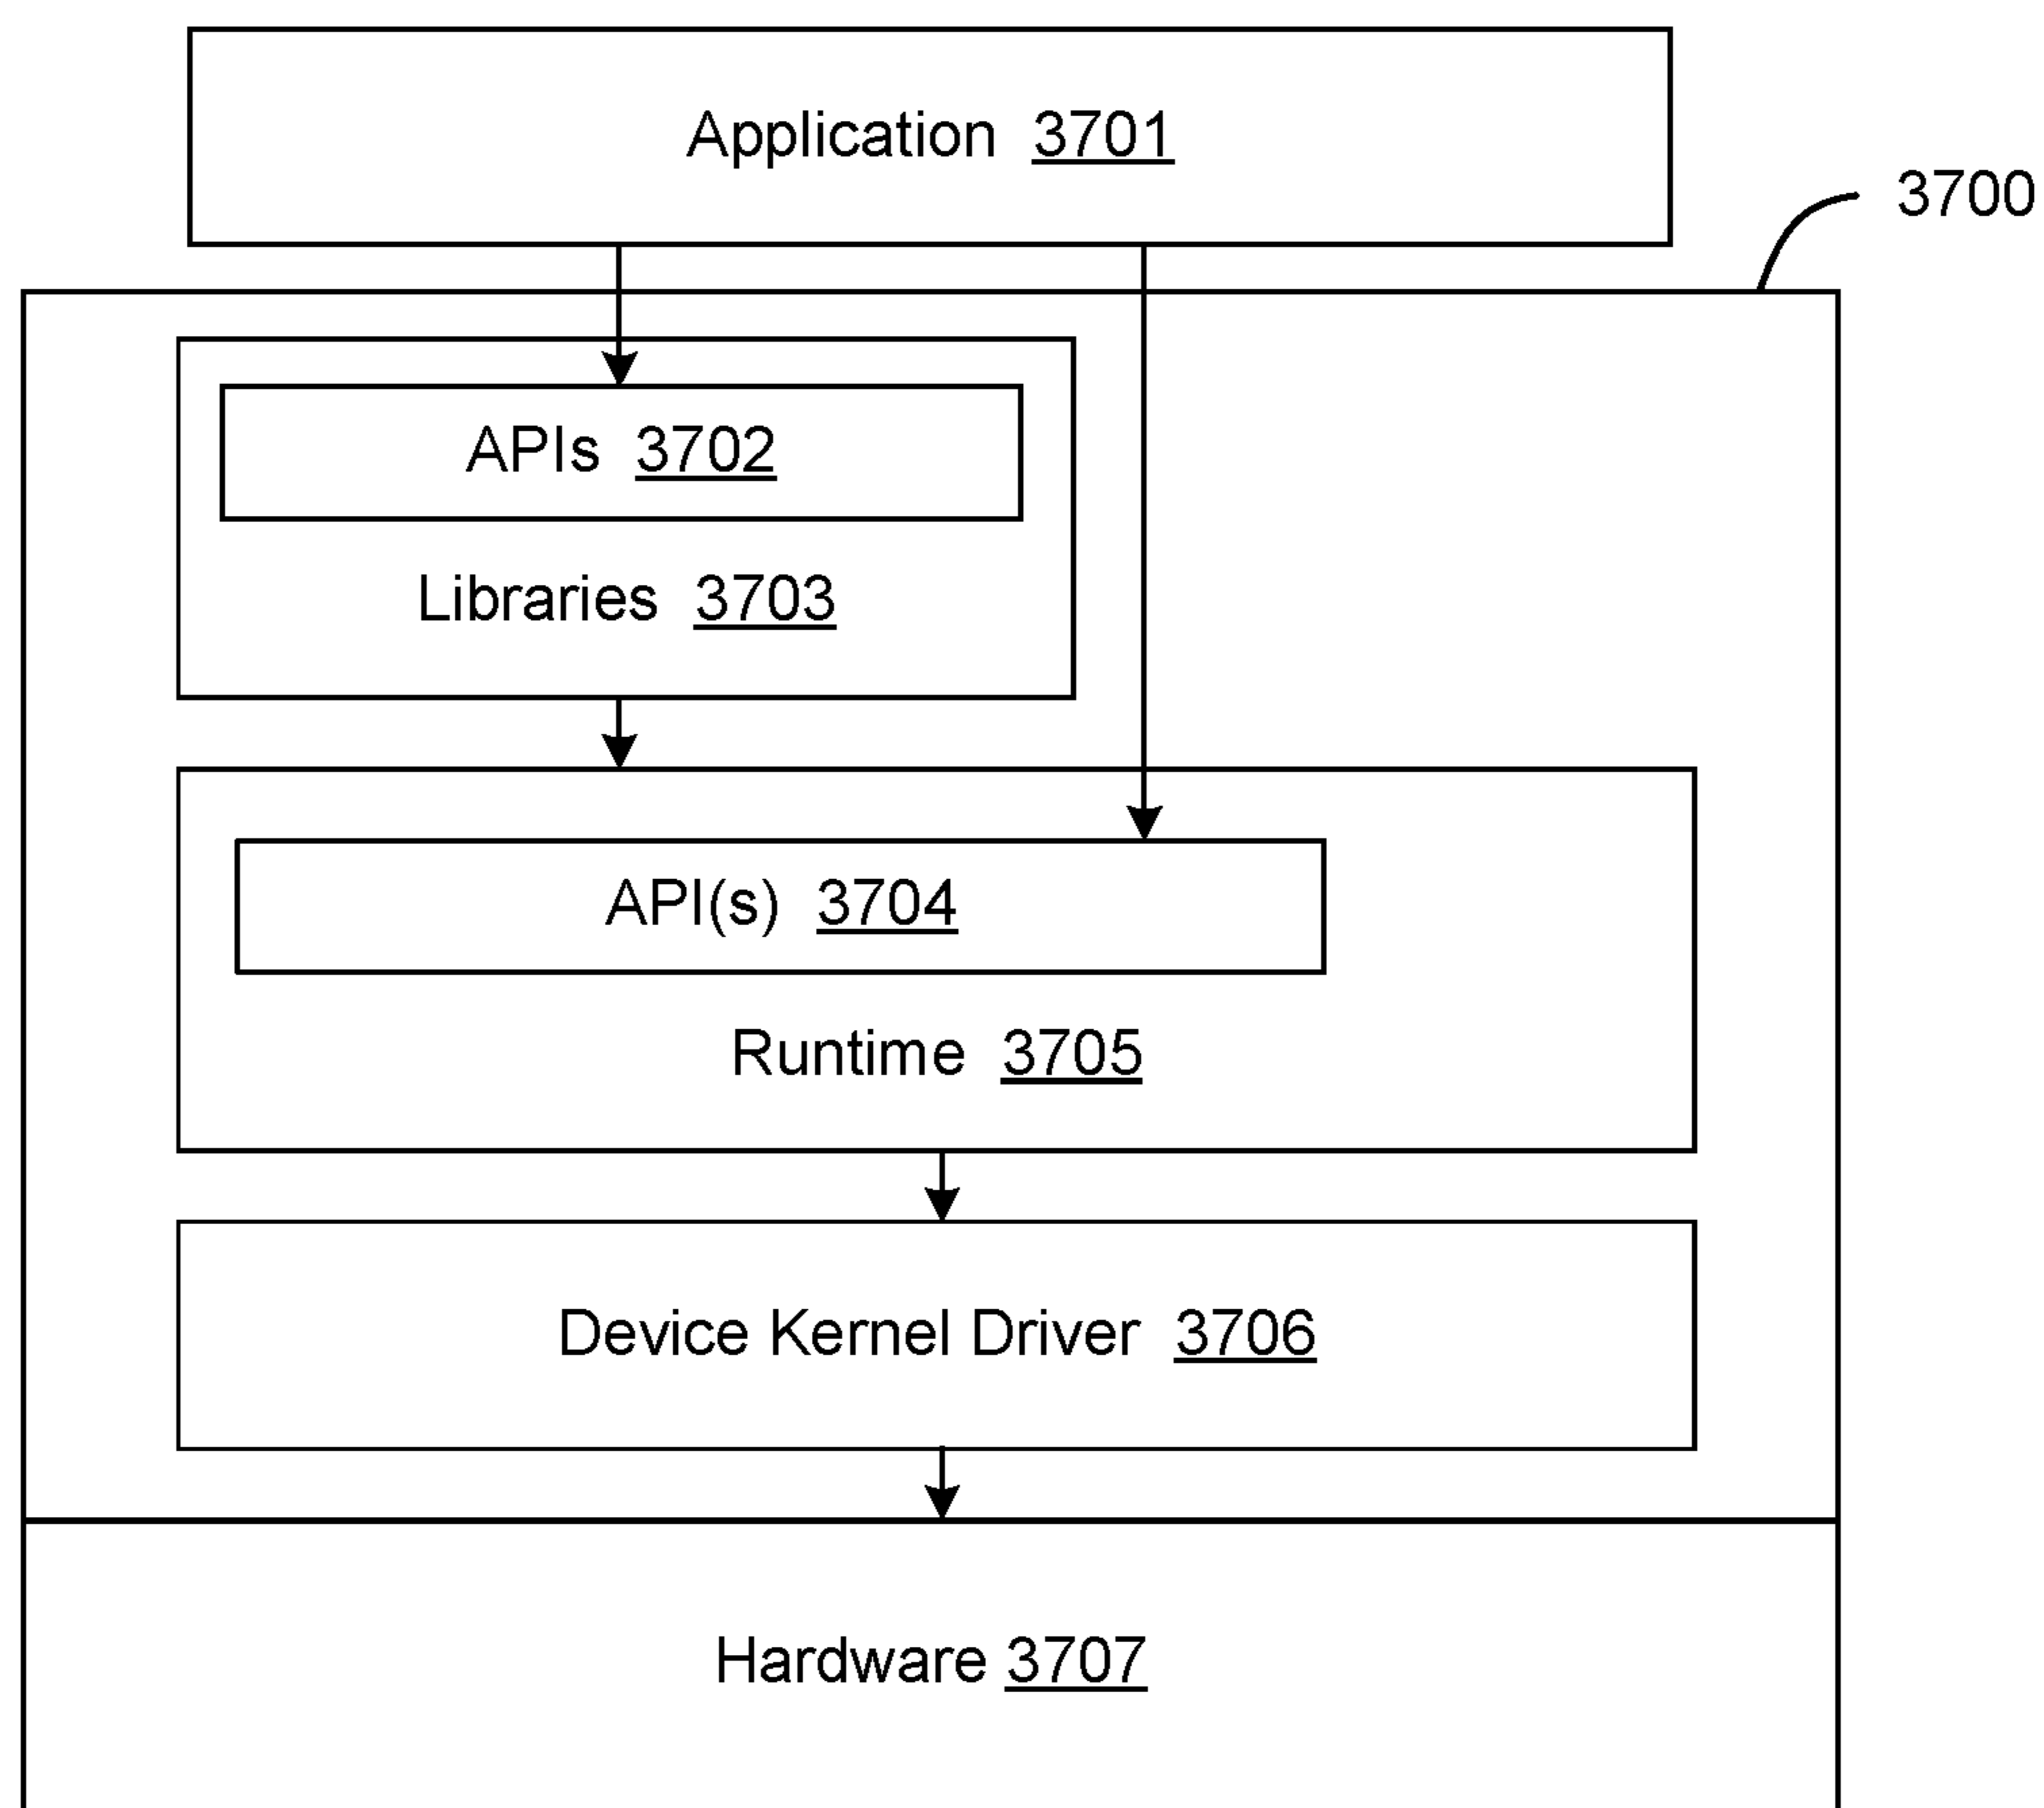 Application 3701
3700
APIs 3702
Libraries 3703
API(s) 3704
Runtime 3705
Device Kernel Driver 3706
Hardware 3707